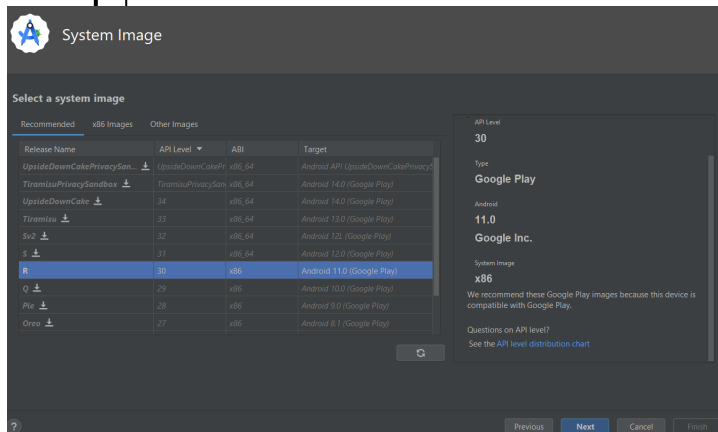 System Image
Select a system image
Recommended x86 Images Other Images
Release Name API Level ABI Target
UpsideDownCakePrivacySan... UpsideDownCakePr x86_64 Android API UpsideDownCakePrivacyS
TiramisuPrivacySandbox TiramisuPrivacySan x86_64 Android 14.0 (Google Play)
UpsideDownCake 34 x86_64 Android 14.0 (Google Play)
Tiramisu 33 x86_64 Android 13.0 (Google Play)
Sv2 32 x86_64 Android 12L (Google Play)
S 31 x86_64 Android 12.0 (Google Play)
R 30 x86 Android 11.0 (Google Play)
Q 29 x86 Android 10.0 (Google Play)
Pie 28 x86 Android 9.0 (Google Play)
Oreo 27 x86 Android 8.1 (Google Play)
API Level
30
Type
Google Play
Android
11.0
Google Inc.
System Image
x86
We recommend these Google Play images because this device is
compatible with Google Play.
Questions on API level?
See the API level distribution chart
? Previous Next Cancel Finish